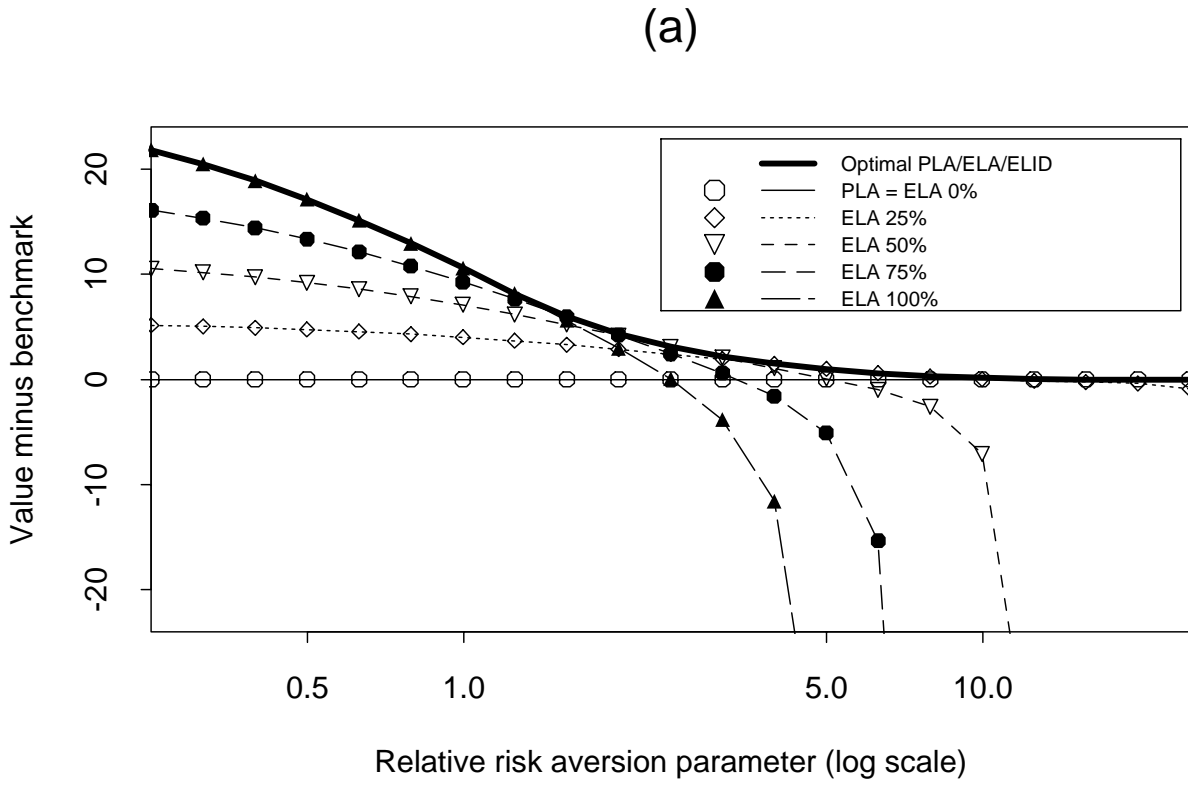 (a)
Value minus benchmark
20
10
0
-10
-20
Optimal PLA/ELA/ELID
PLA = ELA 0%
ELA 25%
ELA 50%
ELA 75%
ELA 100%
0.5 1.0 5.0 10.0
Relative risk aversion parameter (log scale)